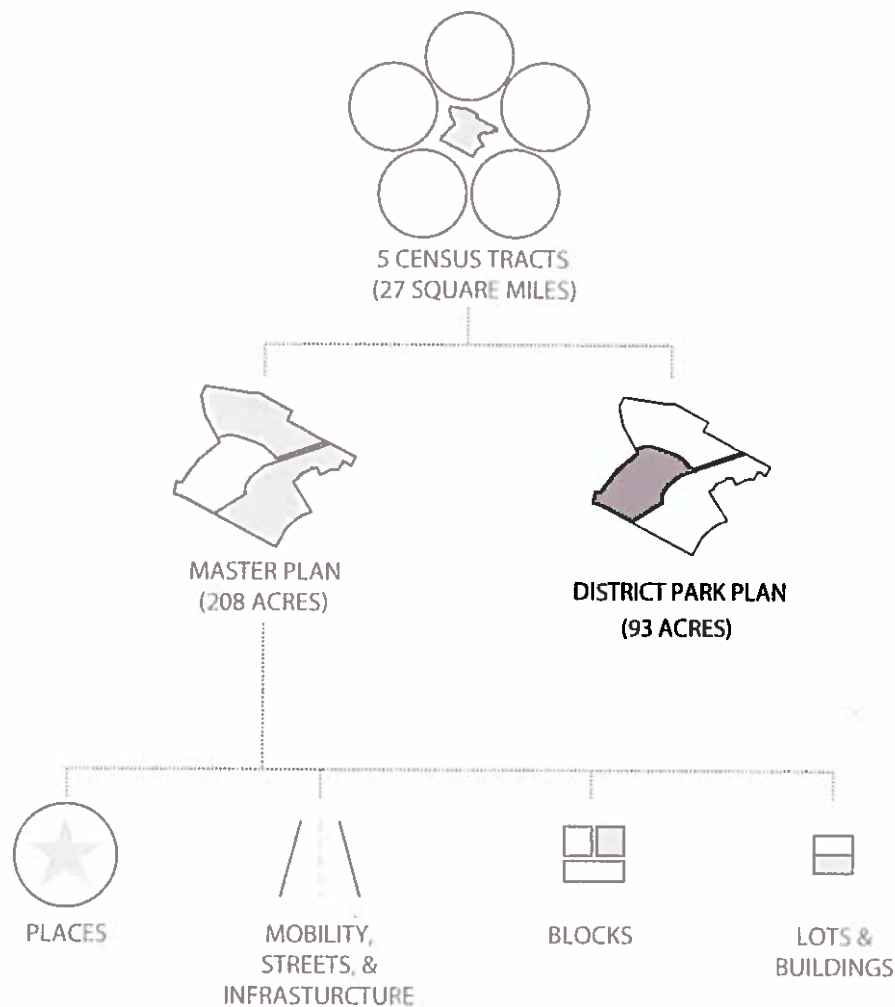 5 CENSUS TRACTS
(27 SQUARE MILES)
MASTER PLAN
(208 ACRES)
DISTRICT PARK PLAN
(93 ACRES)
PLACES
MOBILITY,
STREETS, &
INFRASTURCTURE
BLOCKS
LOTS &
BUILDINGS